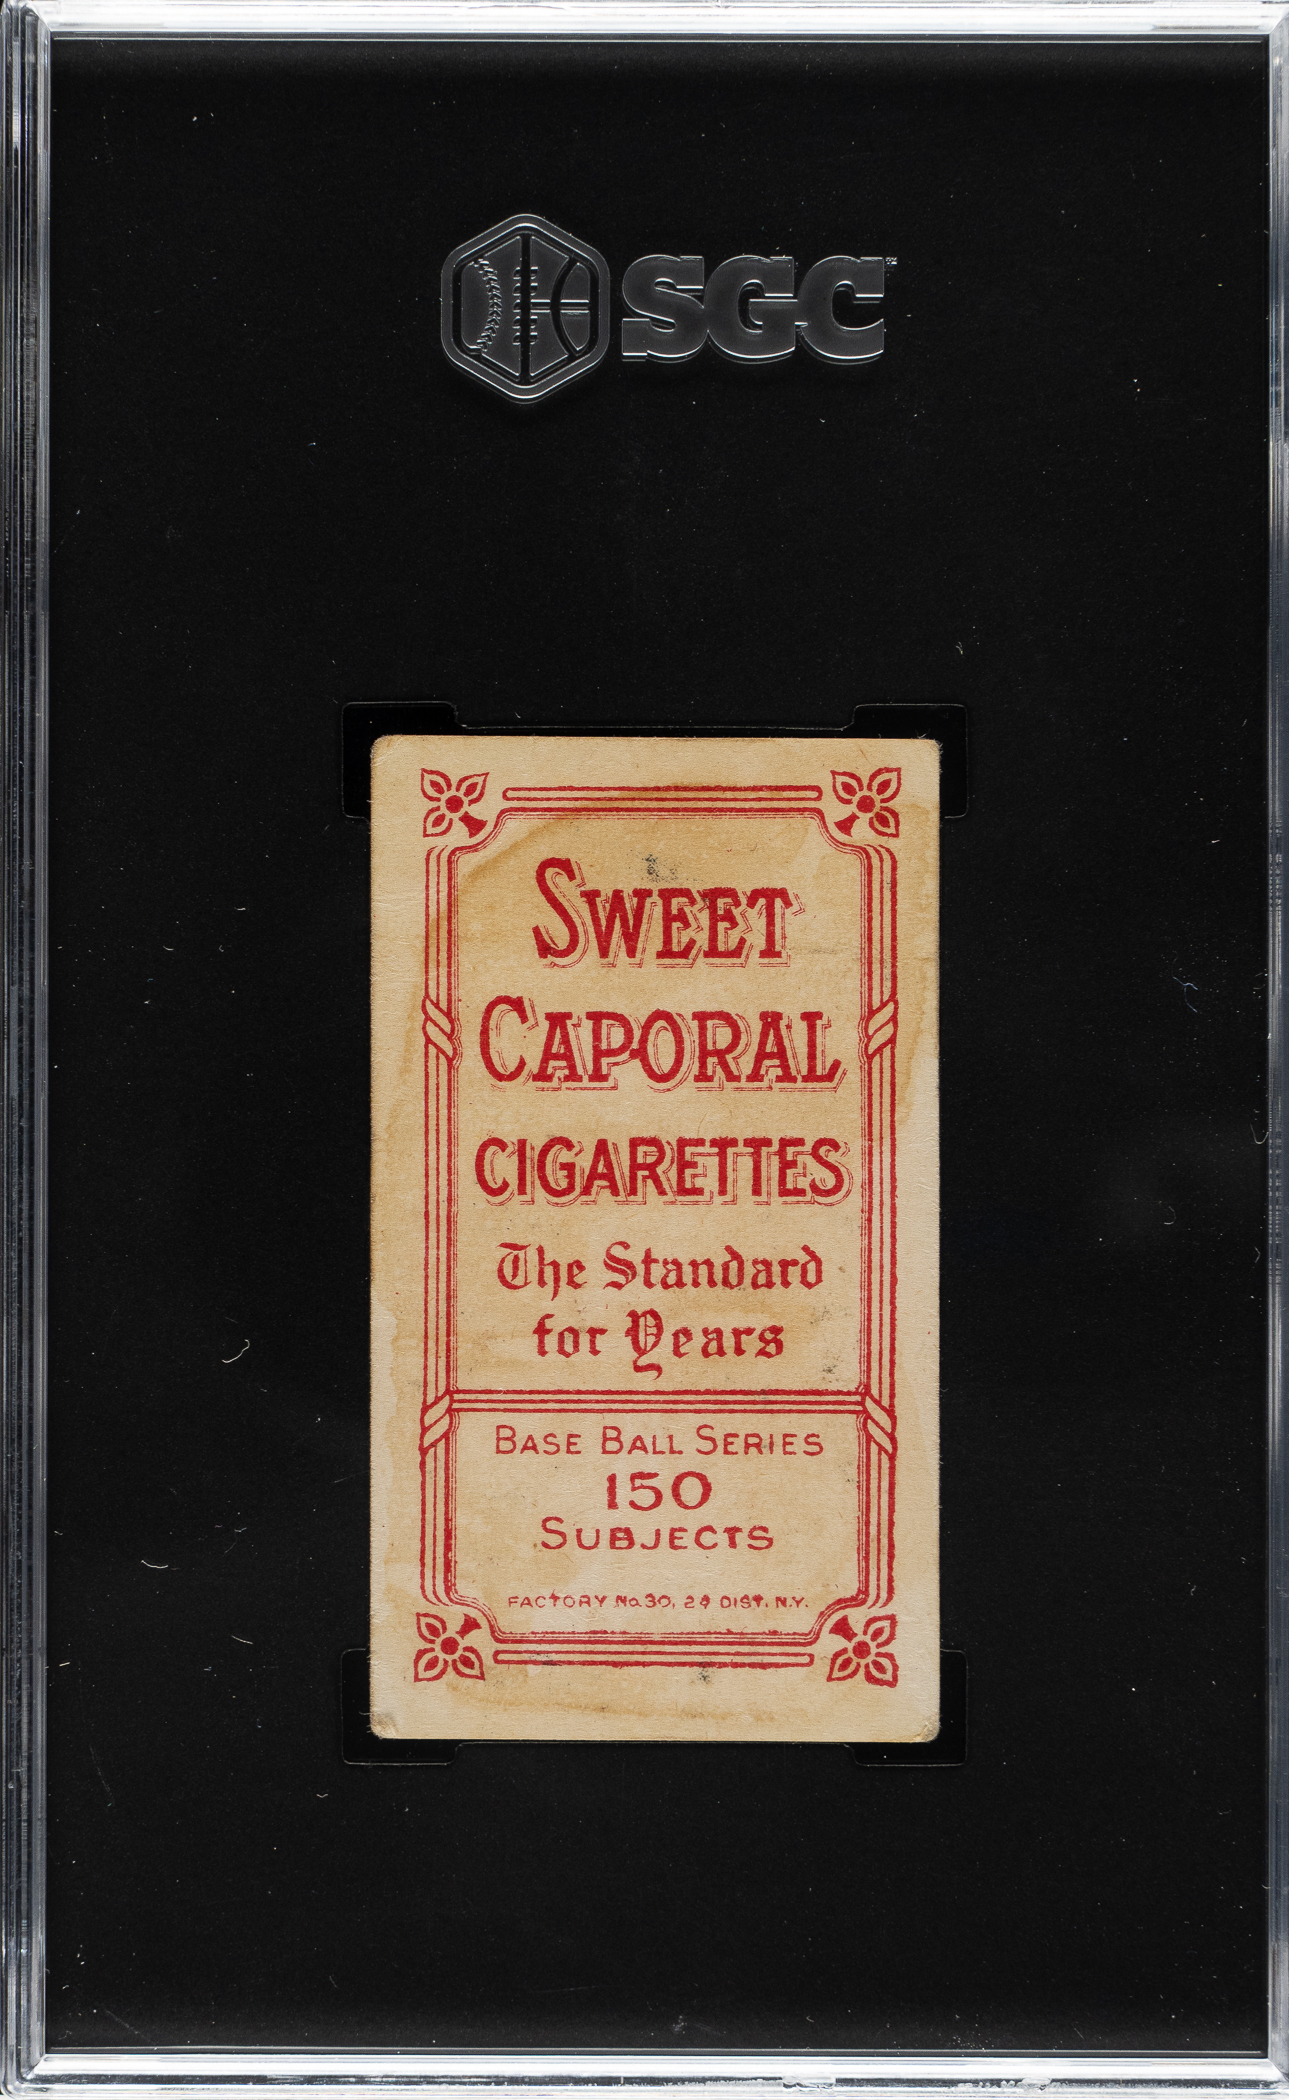 SGC
SWEET
CAPORAL
CIGARETTES
The Standard
for Years
BASE BALL SERIES
150
SUBJECTS
FACTORY No. 30, 2d DIST. N.Y.